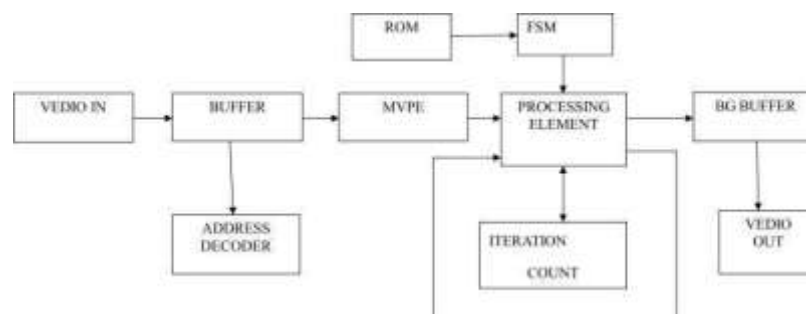 ROM
FSM
VEDIO IN
BUFFER
MVPE
PROCESSING
ELEMENT
BG BUFFER
ADDRESS
DECODER
ITERATION
COUNT
VEDIO
OUT